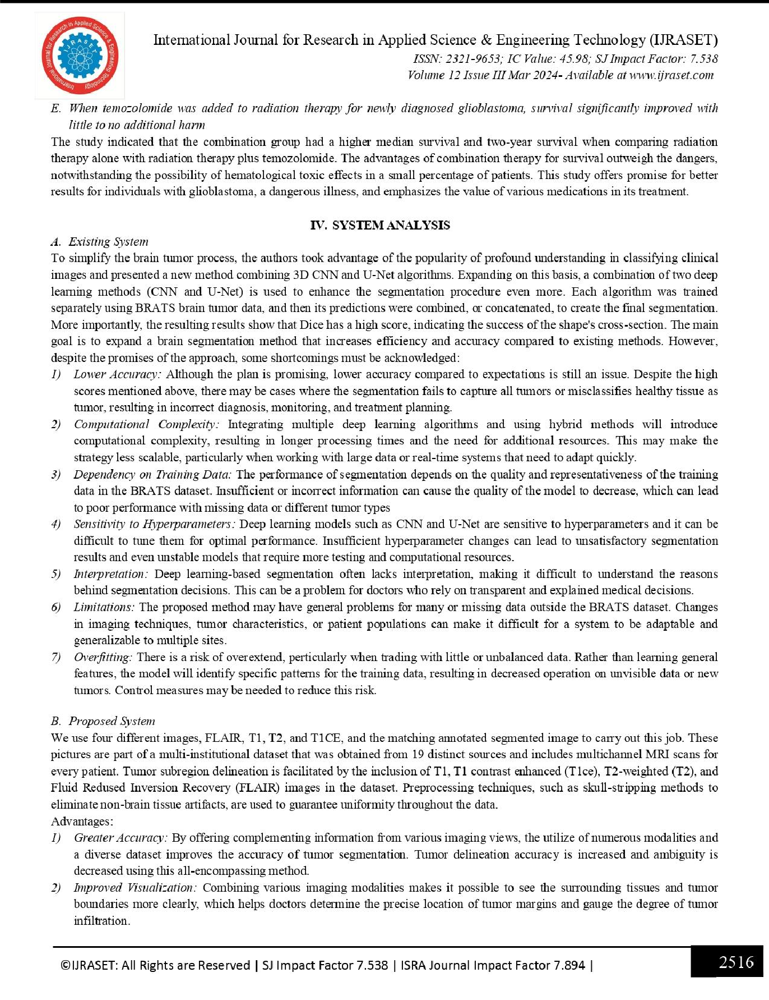 International Journal for Research in Applied Science & Engineering Technology
IJRASET
International Journal for Research in Applied Science & Engineering Technology (IJRASET)
ISSN: 2321-9653; IC Value: 45.98; SJ Impact Factor: 7.538
Volume 12 Issue III Mar 2024- Available at www.ijraset.com
E. When temozolomide was added to radiation therapy for newly diagnosed glioblastoma, survival significantly improved with
little to no additional harm
The study indicated that the combination group had a higher median survival and two-year survival when comparing radiation
therapy alone with radiation therapy plus temozolomide. The advantages of combination therapy for survival outweigh the dangers,
notwithstanding the possibility of hematological toxic effects in a small percentage of patients. This study offers promise for better
results for individuals with glioblastoma, a dangerous illness, and emphasizes the value of various medications in its treatment.
IV. SYSTEM ANALYSIS
A. Existing System
To simplify the brain tumor process, the authors took advantage of the popularity of profound understanding in classifying clinical
images and presented a new method combining 3D CNN and U-Net algorithms. Expanding on this basis, a combination of two deep
learning methods (CNN and U-Net) is used to enhance the segmentation procedure even more. Each algorithm was trained
separately using BRATS brain tumor data, and then its predictions were combined, or concatenated, to create the final segmentation.
More importantly, the resulting results show that Dice has a high score, indicating the success of the shape's cross-section. The main
goal is to expand a brain segmentation method that increases efficiency and accuracy compared to existing methods. However,
despite the promises of the approach, some shortcomings must be acknowledged:
1) Lower Accuracy: Although the plan is promising, lower accuracy compared to expectations is still an issue. Despite the high
scores mentioned above, there may be cases where the segmentation fails to capture all tumors or misclassifies healthy tissue as
tumor, resulting in incorrect diagnosis, monitoring, and treatment planning.
2) Computational Complexity: Integrating multiple deep learning algorithms and using hybrid methods will introduce
computational complexity, resulting in longer processing times and the need for additional resources. This may make the
strategy less scalable, particularly when working with large data or real-time systems that need to adapt quickly.
3) Dependency on Training Data: The performance of segmentation depends on the quality and representativeness of the training
data in the BRATS dataset. Insufficient or incorrect information can cause the quality of the model to decrease, which can lead
to poor performance with missing data or different tumor types
4) Sensitivity to Hyperparameters: Deep learning models such as CNN and U-Net are sensitive to hyperparameters and it can be
difficult to tune them for optimal performance. Insufficient hyperparameter changes can lead to unsatisfactory segmentation
results and even unstable models that require more testing and computational resources.
5) Interpretation: Deep learning-based segmentation often lacks interpretation, making it difficult to understand the reasons
behind segmentation decisions. This can be a problem for doctors who rely on transparent and explained medical decisions.
6) Limitations: The proposed method may have general problems for many or missing data outside the BRATS dataset. Changes
in imaging techniques, tumor characteristics, or patient populations can make it difficult for a system to be adaptable and
generalizable to multiple sites.
7) Overfitting: There is a risk of overextend, perticularly when trading with little or unbalanced data. Rather than learning general
features, the model will identify specific patterns for the training data, resulting in decreased operation on unvisible data or new
tumors. Control measures may be needed to reduce this risk.
B. Proposed System
We use four different images, FLAIR, T1, T2, and T1CE, and the matching annotated segmented image to carry out this job. These
pictures are part of a multi-institutional dataset that was obtained from 19 distinct sources and includes multichannel MRI scans for
every patient. Tumor subregion delineation is facilitated by the inclusion of T1, T1 contrast enhanced (T1ce), T2-weighted (T2), and
Fluid Redused Inversion Recovery (FLAIR) images in the dataset. Preprocessing techniques, such as skull-stripping methods to
eliminate non-brain tissue artifacts, are used to guarantee uniformity throughout the data.
Advantages:
1) Greater Accuracy: By offering complementing information from various imaging views, the utilize of numerous modalities and
a diverse dataset improves the accuracy of tumor segmentation. Tumor delineation accuracy is increased and ambiguity is
decreased using this all-encompassing method.
2) Improved Visualization: Combining various imaging modalities makes it possible to see the surrounding tissues and tumor
boundaries more clearly, which helps doctors determine the precise location of tumor margins and gauge the degree of tumor
infiltration.
©IJRASET: All Rights are Reserved | SJ Impact Factor 7.538 | ISRA Journal Impact Factor 7.894 |
2516